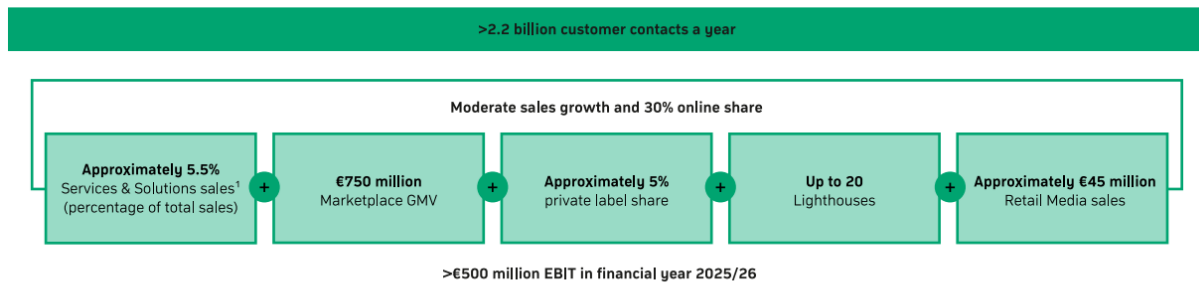 >2.2 billion customer contacts a year
Moderate sales growth and 30% online share
Approximately 5.5%
Services & Solutions sales¹
(percentage of total sales)
+
€750 million
Marketplace GMV
+
Approximately 5%
private label share
+
Up to 20
Lighthouses
+
Approximately €45 million
Retail Media sales
>€500 million EBIT in financial year 2025/26